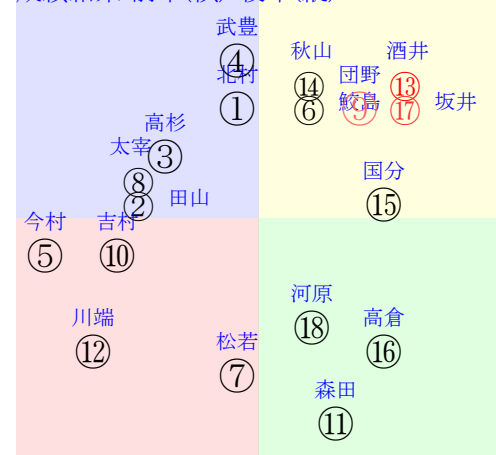 武豊
④
秋山 酒井
北村 団野
⑭ ⑬
① ⑥ 鮫島 ⑨ ⑰ 坂井
高杉
太宰 ③
国分
⑧
② 田山 ⑮
今村 吉村
⑤ ⑩
河原
川端 ⑱ 高倉
松若
⑫ ⑯
⑦
森田
⑪